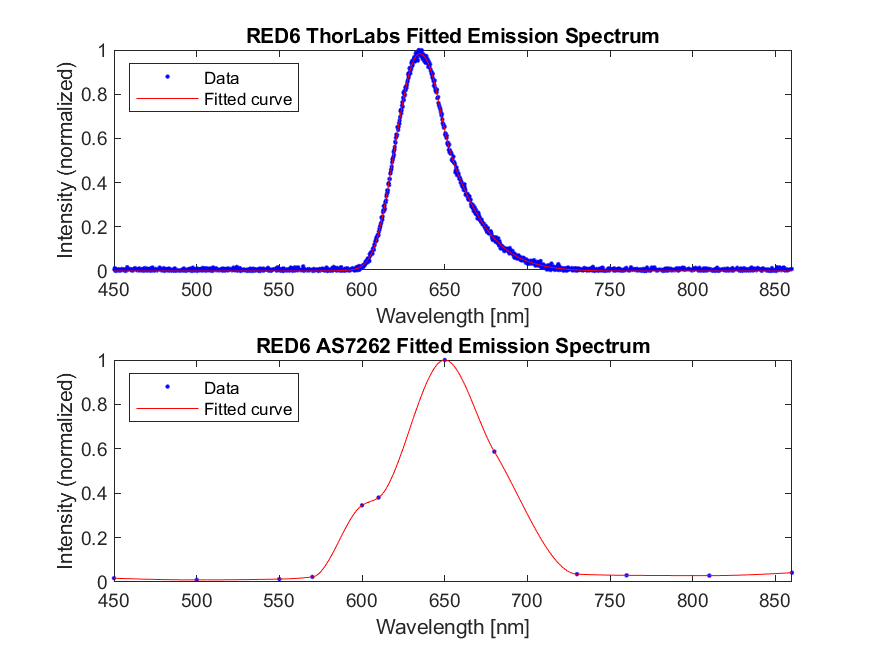 RED6 ThorLabs Fitted Emission Spectrum
Intensity (normalized)
1
0.8
0.6
0.4
0.2
0
Data
Fitted curve
450 500 550 600 650 700 750 800 850
Wavelength [nm]
RED6 AS7262 Fitted Emission Spectrum
Intensity (normalized)
1
0.8
0.6
0.4
0.2
0
Data
Fitted curve
450 500 550 600 650 700 750 800 850
Wavelength [nm]